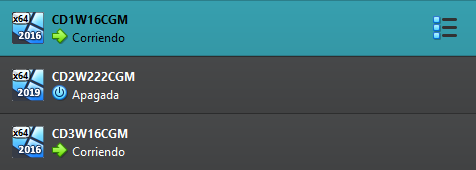 x64
2016
CD1W16CGM
Corriendo
x64
2019
CD2W222CGM
Apagada
x64
2016
CD3W16CGM
Corriendo